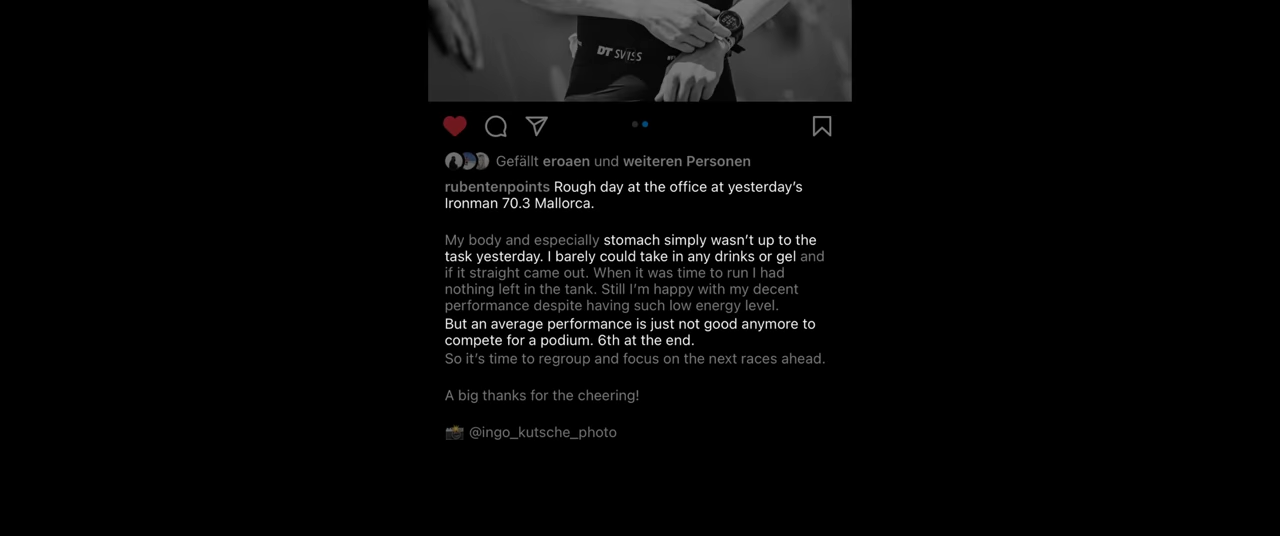 DT SWISS
Gefällt eroaen und weiteren Personen
rubentenpoints Rough day at the office at yesterday's
Ironman 70.3 Mallorca.
My body and especially stomach simply wasn't up to the
task yesterday. I barely could take in any drinks or gel and
if it straight came out. When it was time to run I had
nothing left in the tank. Still I'm happy with my decent
performance despite having such low energy level.
But an average performance is just not good anymore to
compete for a podium. 6th at the end.
So it's time to regroup and focus on the next races ahead.
A big thanks for the cheering!
📸 @ingo_kutsche_photo